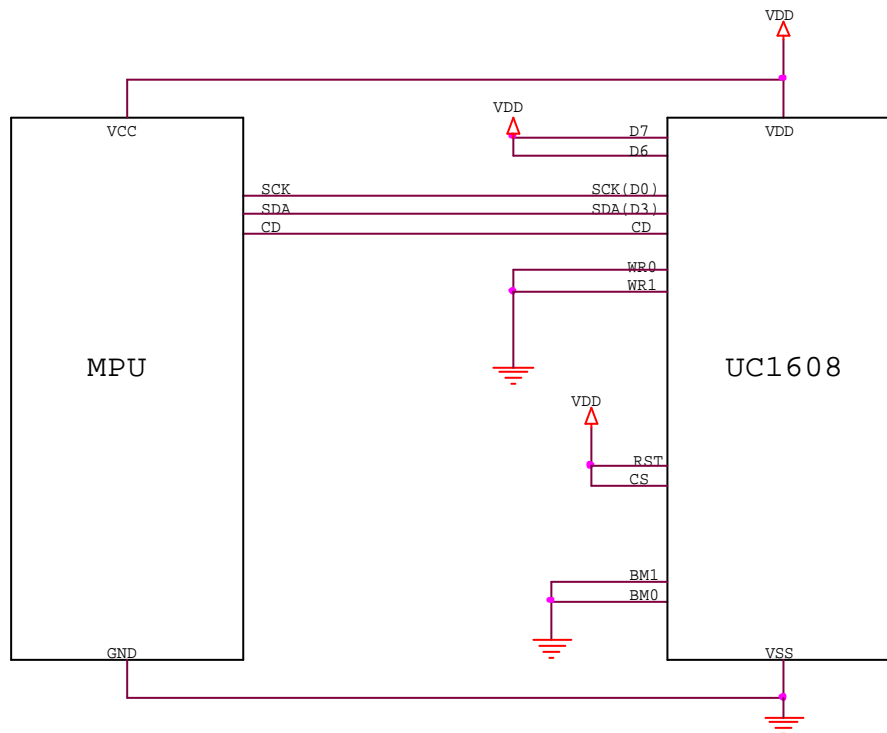 VDD
VCC
VDD
D7
VDD
D6
SCK
SCK(D0)
SDA
SDA(D3)
CD
CD
WR0
WR1
MPU
UC1608
VDD
RST
CS
BM1
BM0
GND
VSS